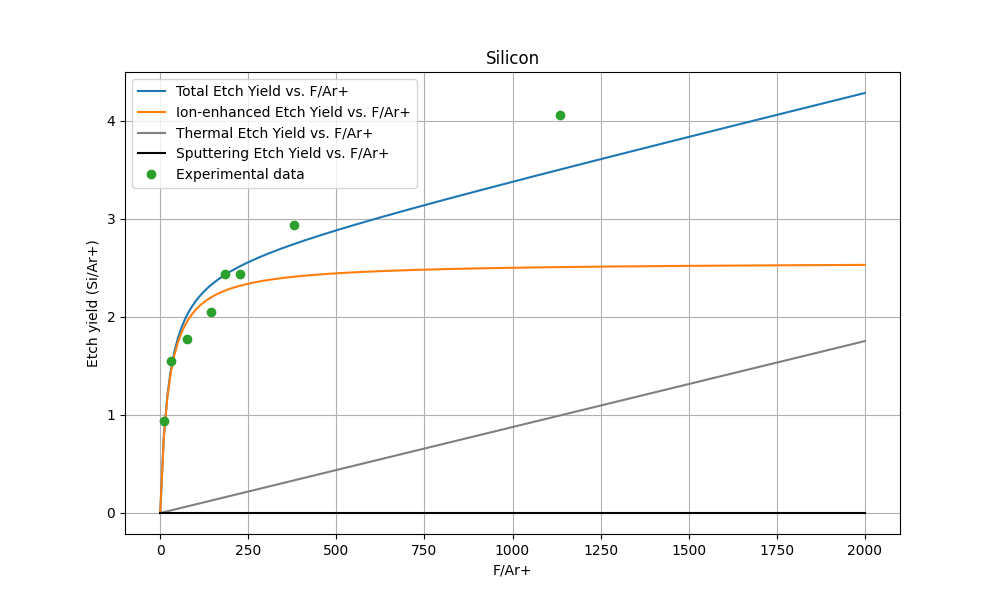 Silicon
Total Etch Yield vs. F/Ar+
Ion-enhanced Etch Yield vs. F/Ar+
Thermal Etch Yield vs. F/Ar+
Sputtering Etch Yield vs. F/Ar+
Experimental data
Etch yield (Si/Ar+)
4
3
2
1
0
0 250 500 750 1000 1250 1500 1750 2000
F/Ar+